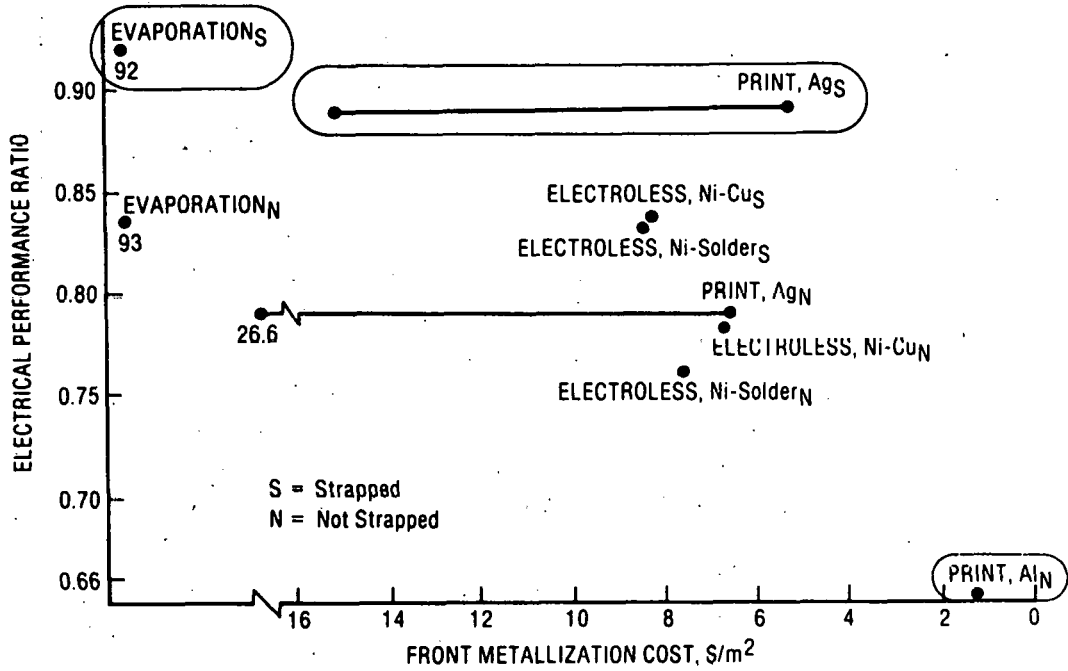 EVAPORATIONS
92
PRINT, AgS
0.90
ELECTRICAL PERFORMANCE RATIO
0.85
EVAPORATIONN
93
ELECTROLESS, Ni-CuS
ELECTROLESS, Ni-SolderS
0.80
PRINT, AgN
26.6
ELECTROLESS, Ni-CuN
0.75
ELECTROLESS, Ni-SolderN
S = Strapped
N = Not Strapped
0.70
0.66
PRINT, AlN
16 14 12 10 8 6 4 2 0
FRONT METALLIZATION COST, $/m2